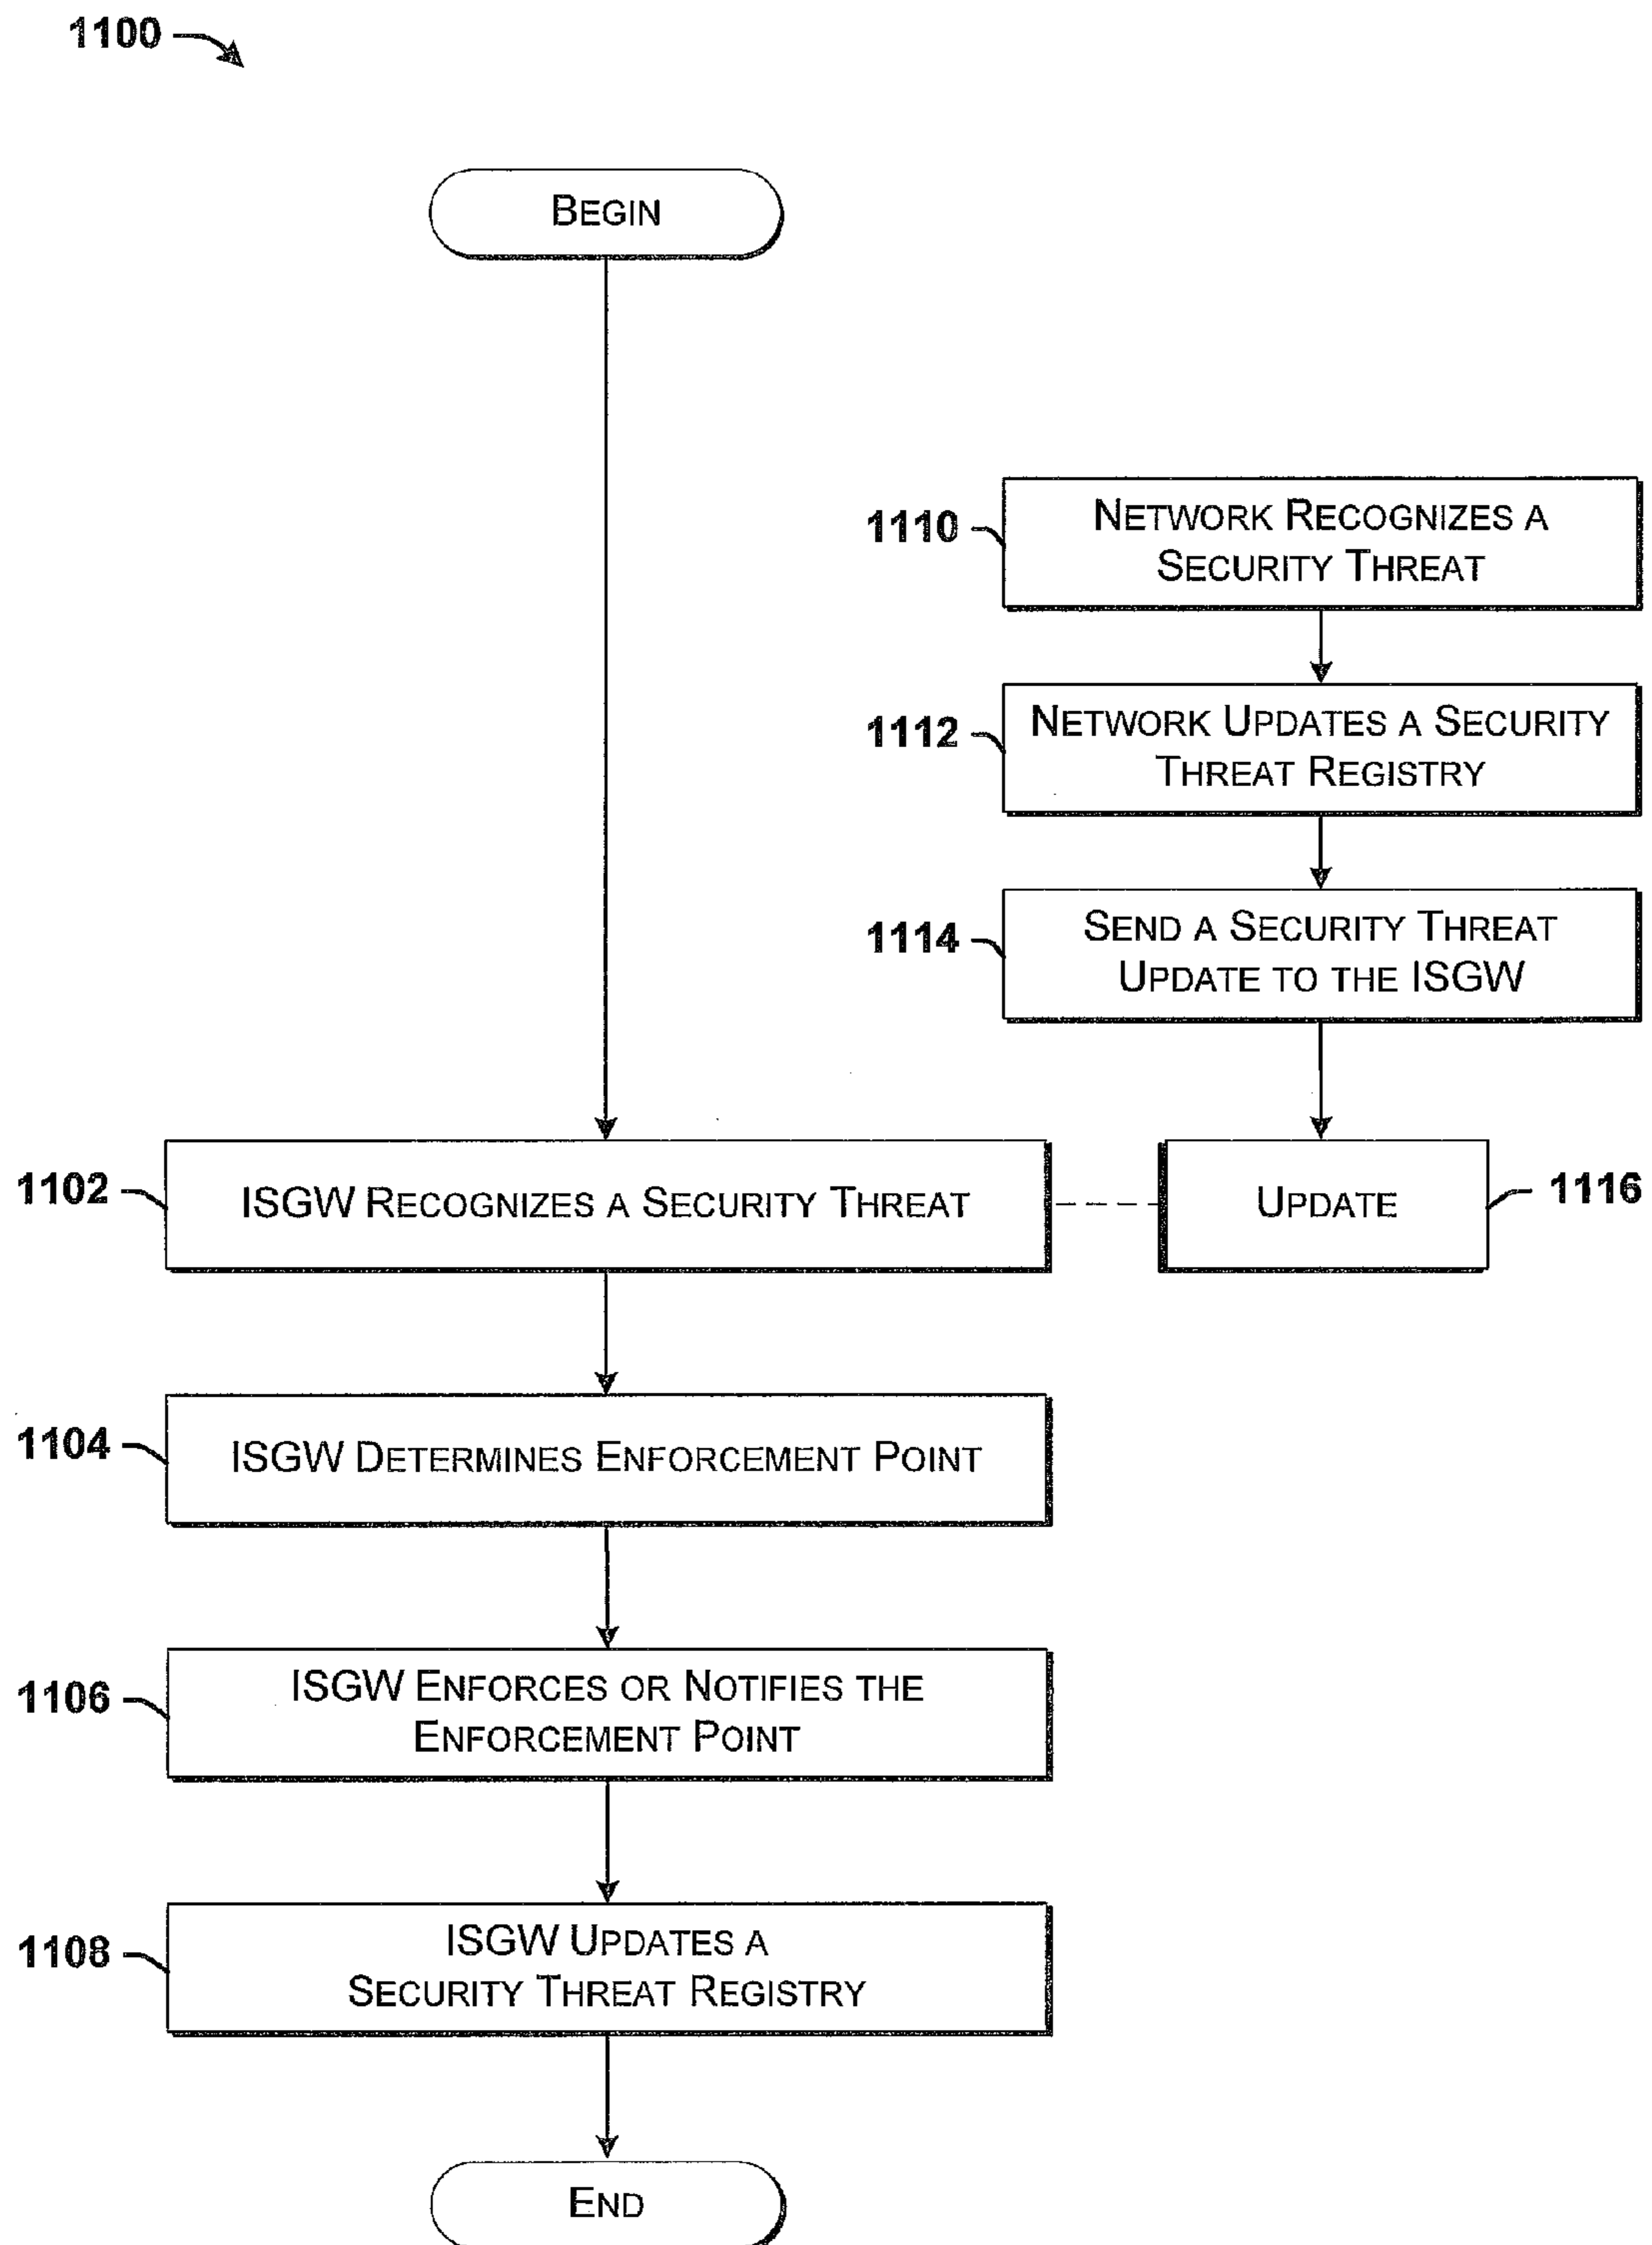 1100
BEGIN
1110
NETWORK RECOGNIZES A
SECURITY THREAT
1112
NETWORK UPDATES A SECURITY
THREAT REGISTRY
1114
SEND A SECURITY THREAT
UPDATE TO THE ISGW
1102
ISGW RECOGNIZES A SECURITY THREAT
UPDATE
1116
1104
ISGW DETERMINES ENFORCEMENT POINT
1106
ISGW ENFORCES OR NOTIFIES THE
ENFORCEMENT POINT
1108
ISGW UPDATES A
SECURITY THREAT REGISTRY
END